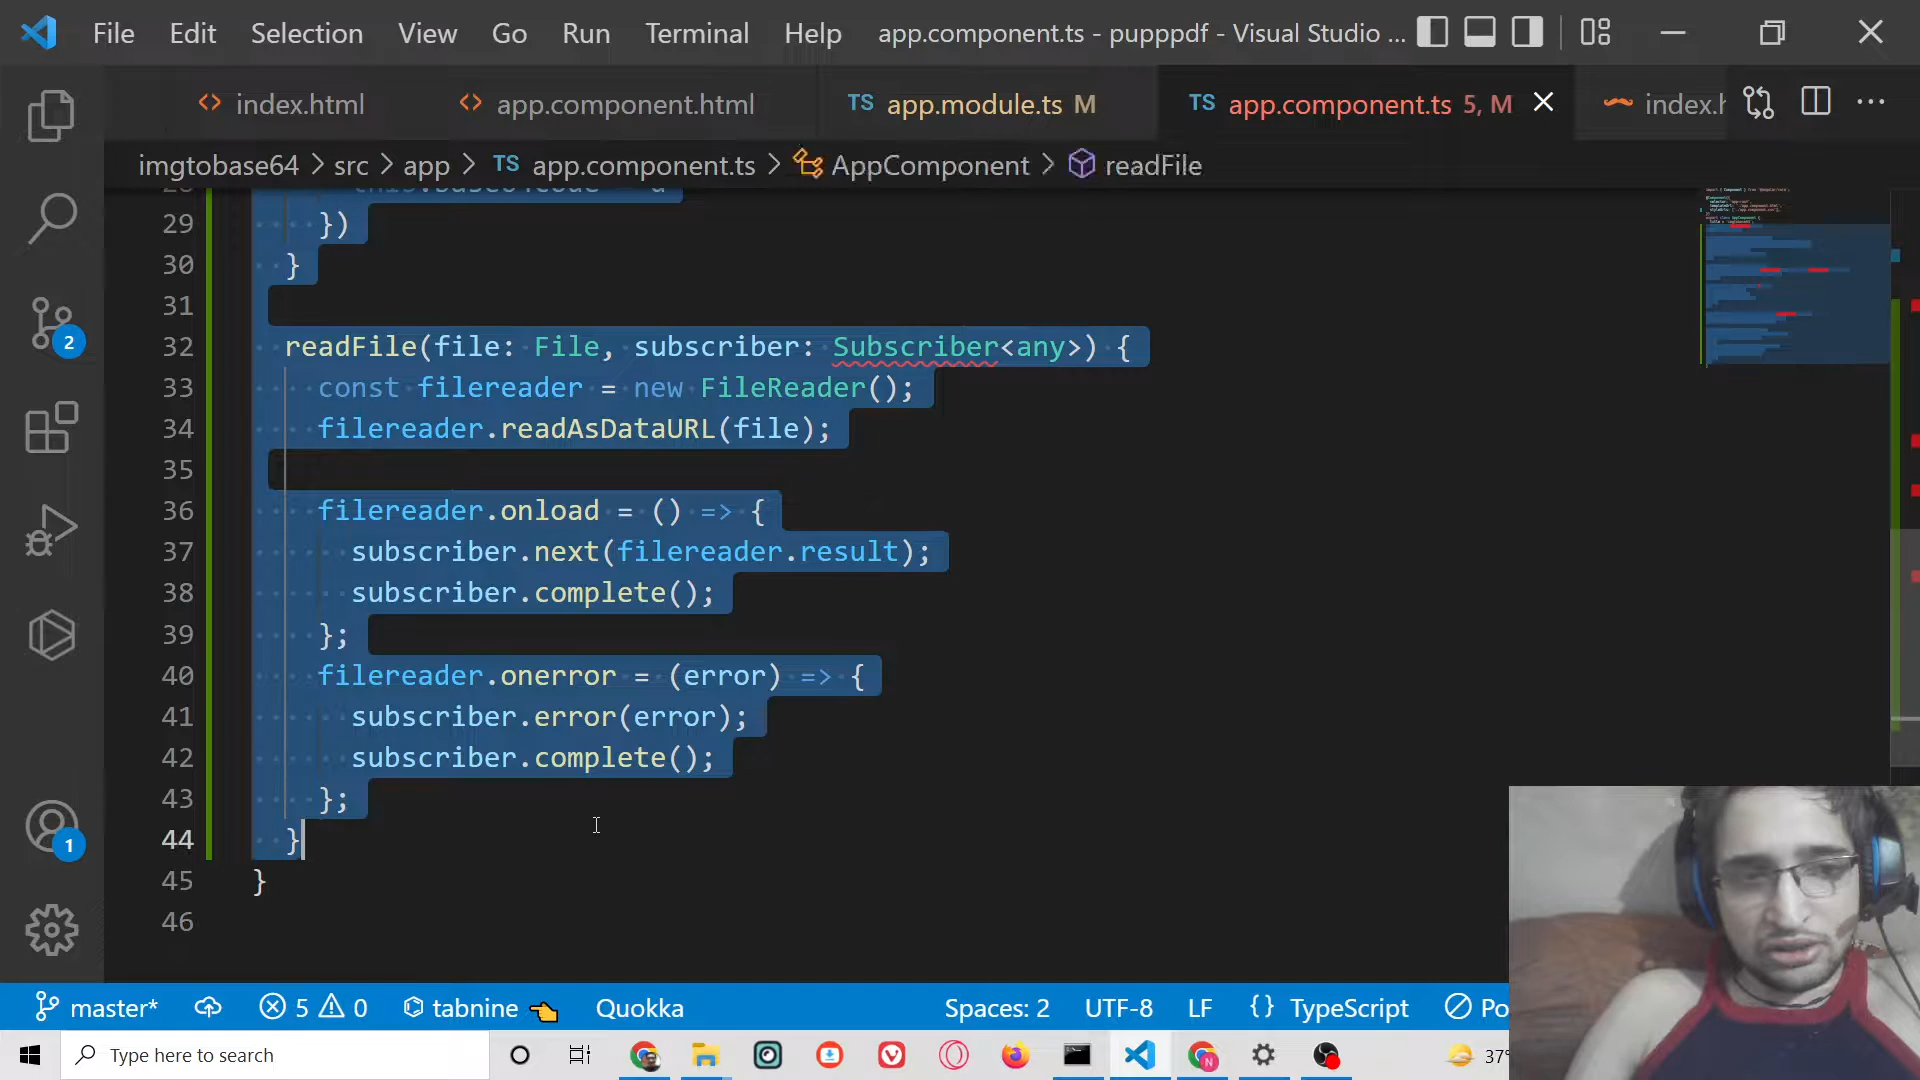 File Edit Selection View Go Run Terminal Help app.component.ts - pupppdf - Visual Studio ...
index.html app.component.html TS app.module.ts M TS app.component.ts 5, M index.h
imgtobase64 > src > app > TS app.component.ts > AppComponent > readFile
29 })
30 }
31
32 readFile(file: File, subscriber: Subscriber<any>) {
33 const filereader = new FileReader();
34 filereader.readAsDataURL(file);
35
36 filereader.onload = () => {
37 subscriber.next(filereader.result);
38 subscriber.complete();
39 };
40 filereader.onerror = (error) => {
41 subscriber.error(error);
42 subscriber.complete();
43 };
44 }
45 }
46
2
1
master* 5 0 tabnine Quokka Spaces: 2 UTF-8 LF {} TypeScript Po
Type here to search 37°